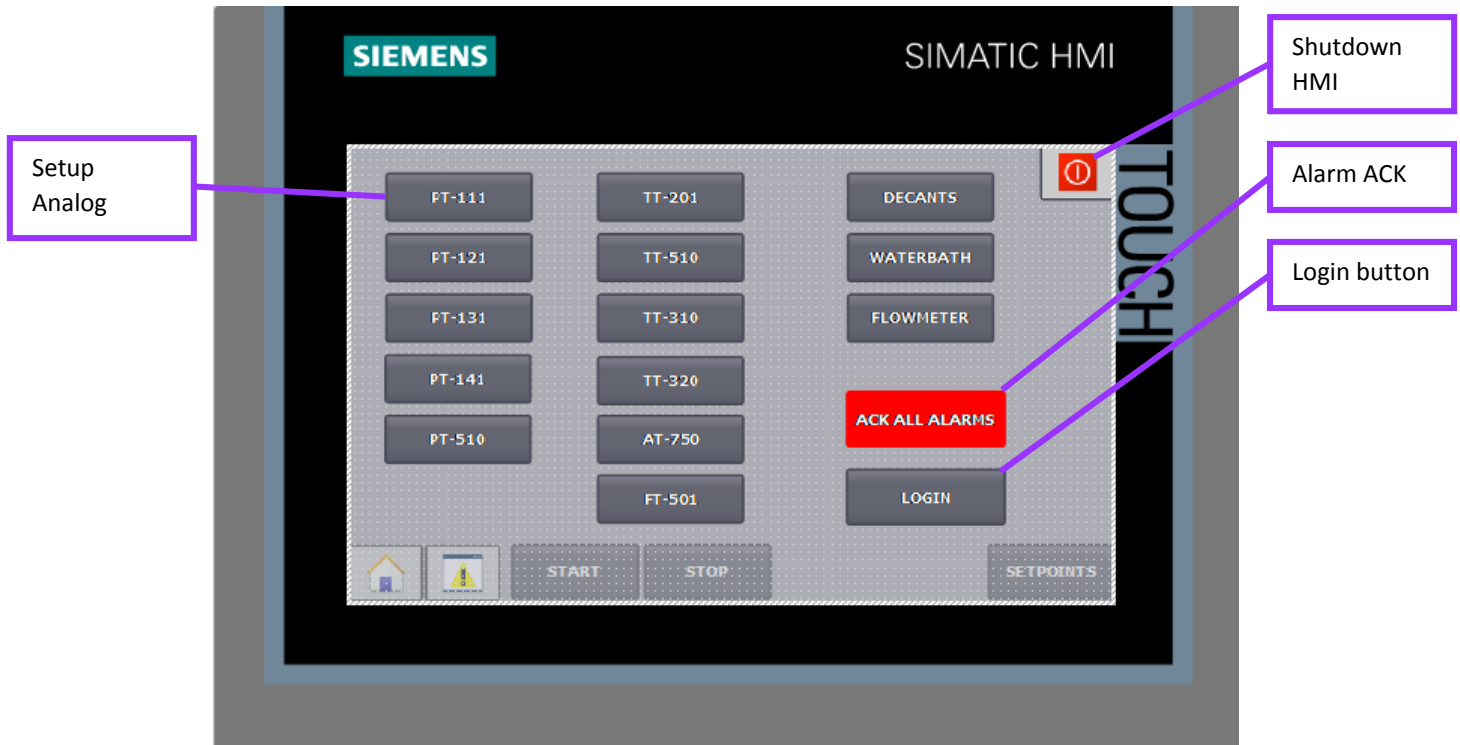 SIEMENS
SIMATIC HMI
Shutdown
HMI
Setup
Analog
Alarm ACK
Login button
TOUCH
PT-111
TT-201
DECANTS
PT-121
TT-510
WATERBATH
PT-131
TT-310
FLOWMETER
PT-141
TT-320
ACK ALL ALARMS
PT-510
AT-750
FT-501
LOGIN
START
STOP
SETPOINTS